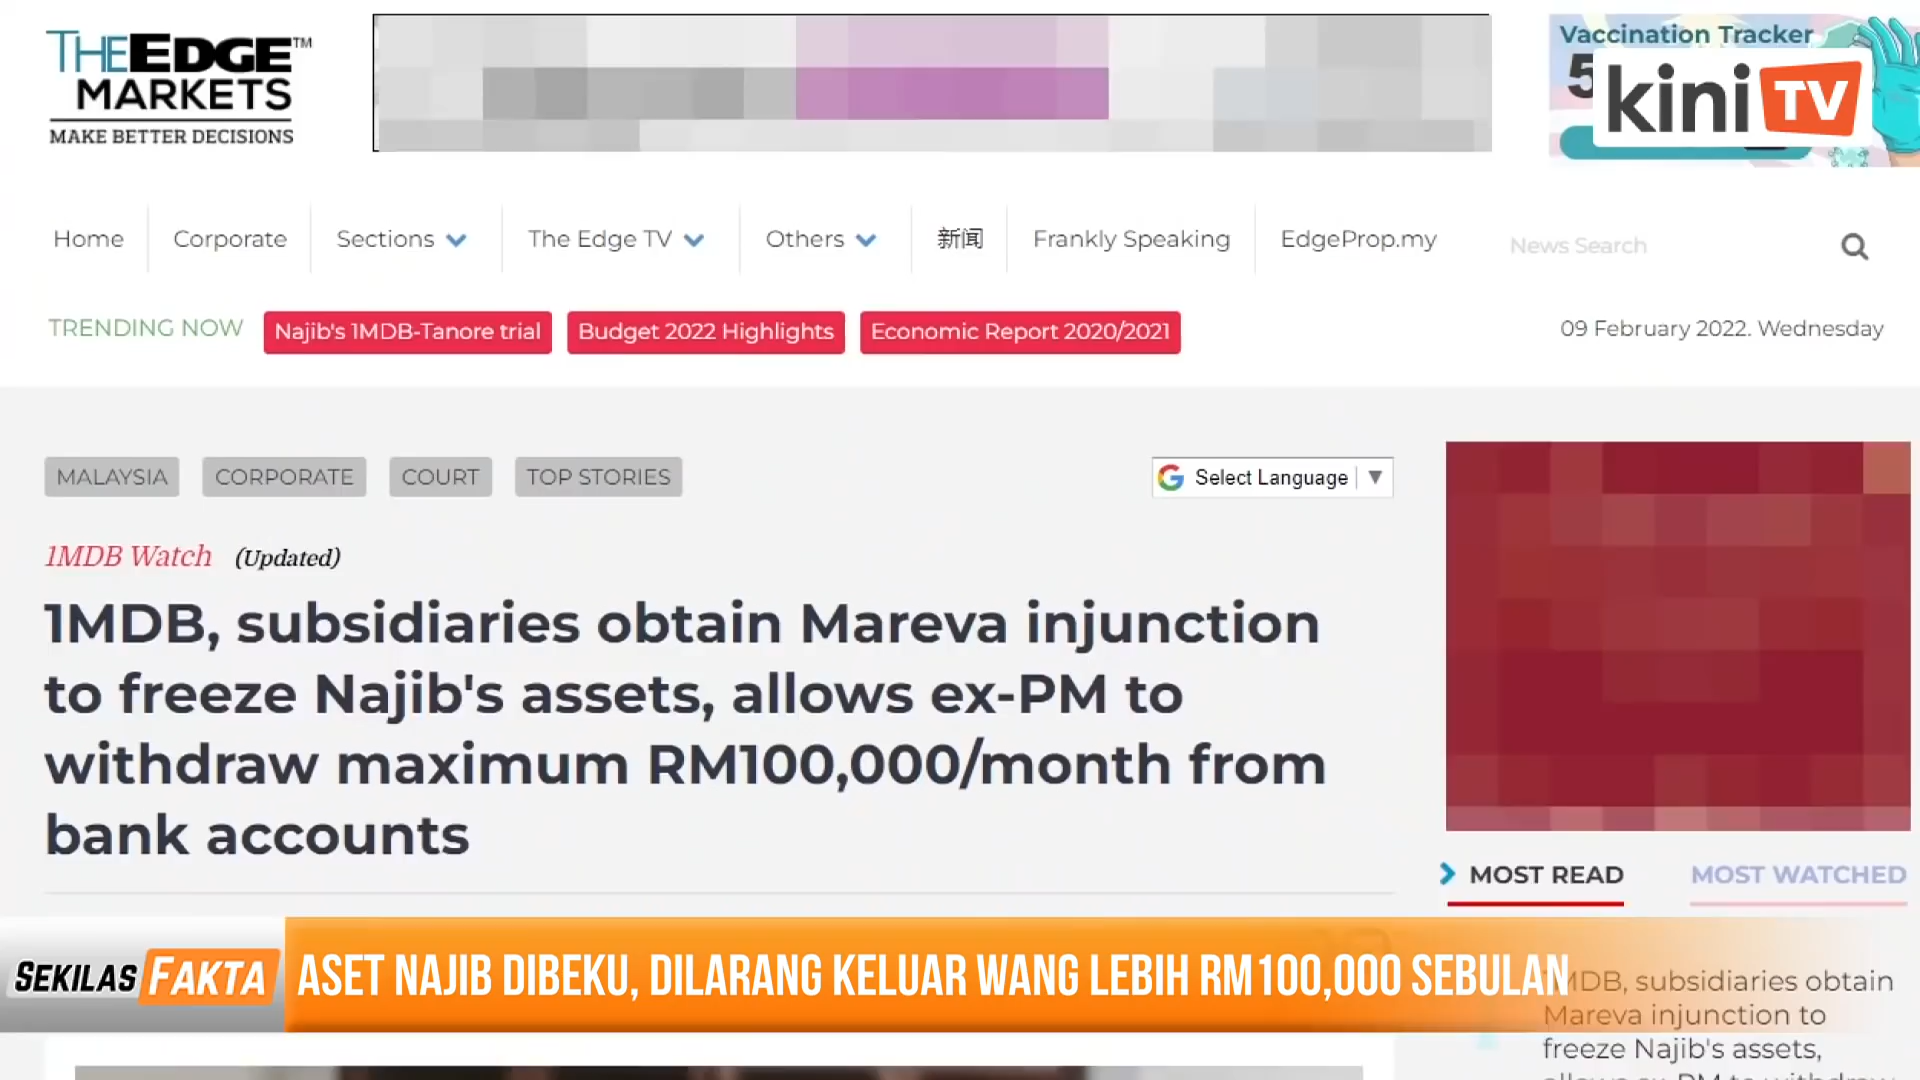 THE EDGE™
MARKETS
MAKE BETTER DECISIONS
Vaccination Tracker
5
kini TV
Home
Corporate
Sections
The Edge TV
Others
新闻
Frankly Speaking
EdgeProp.my
News Search
TRENDING NOW
Najib's 1MDB-Tanore trial
Budget 2022 Highlights
Economic Report 2020/2021
09 February 2022. Wednesday
MALAYSIA
CORPORATE
COURT
TOP STORIES
Select Language
1MDB Watch (Updated)
1MDB, subsidiaries obtain Mareva injunction
to freeze Najib's assets, allows ex-PM to
withdraw maximum RM100,000/month from
bank accounts
MOST READ
MOST WATCHED
SEKILAS FAKTA
ASET NAJIB DIBEKU, DILARANG KELUAR WANG LEBIH RM100,000 SEBULAN
subsidiaries obtain
Mareva injunction to
freeze Najib's assets,